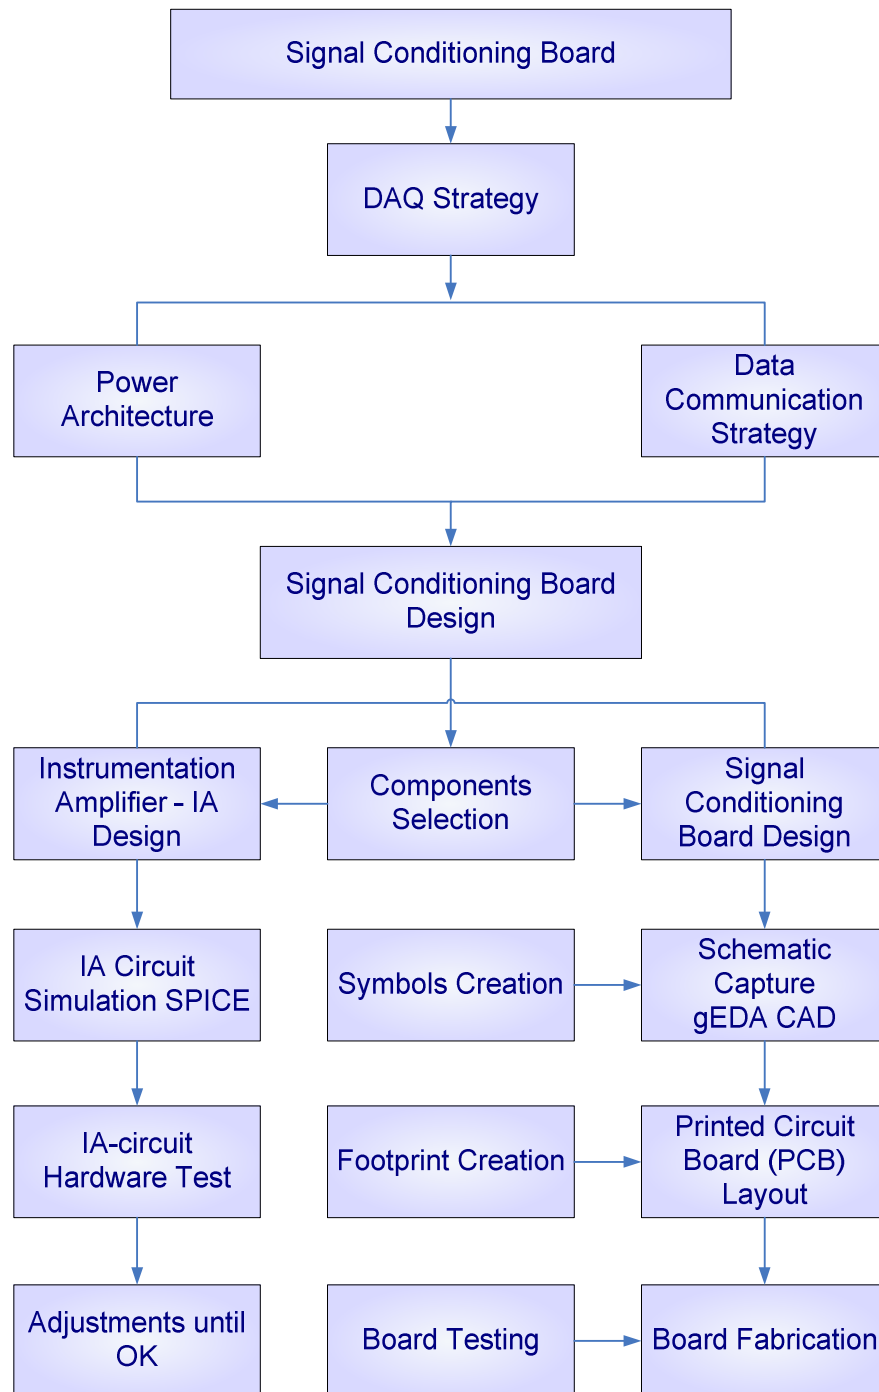 Signal Conditioning Board
DAQ Strategy
Power
Architecture
Data
Communication
Strategy
Signal Conditioning Board
Design
Instrumentation
Amplifier - IA
Design
Components
Selection
Signal
Conditioning
Board Design
IA Circuit
Simulation SPICE
Symbols Creation
Schematic
Capture
gEDA CAD
IA-circuit
Hardware Test
Footprint Creation
Printed Circuit
Board (PCB)
Layout
Adjustments until
OK
Board Testing
Board Fabrication